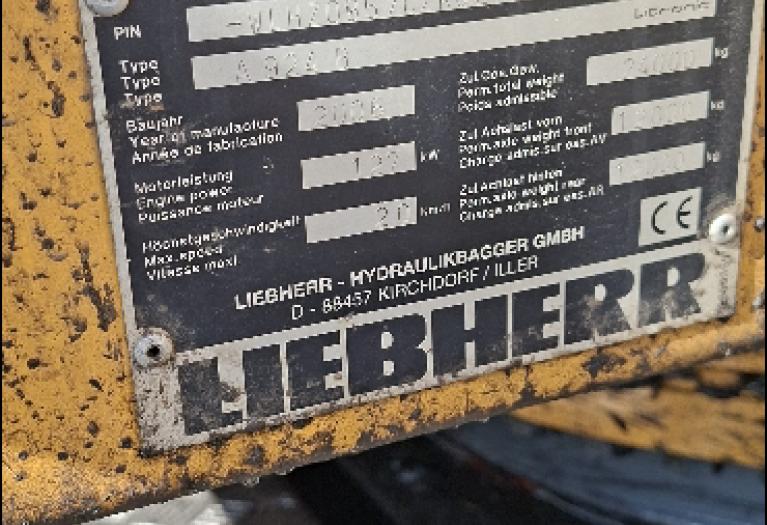 PIN
Type
Type
Type
Baujahr
Year of manufacture
Année de fabrication
Motorleistung
Engine power
Puissance moteur
kW
Höchstgeschwindigkeit
Max.speed
Vitesse maxi
20 km/h
Zul.Ges.Gew.
Perm.total weight
Poids admissible
24000 kg
Zul Achslast vorn
Perm.axle weight front
Charge admis.sur ess.AV
kg
Zul Achslast hinten
Perm.axle weight rear
Charge admis.sur ess.AR
kg
CE
LIEBHERR - HYDRAULIKBAGGER GMBH
D - 88457 KIRCHDORF / ILLER
LIEBHERR